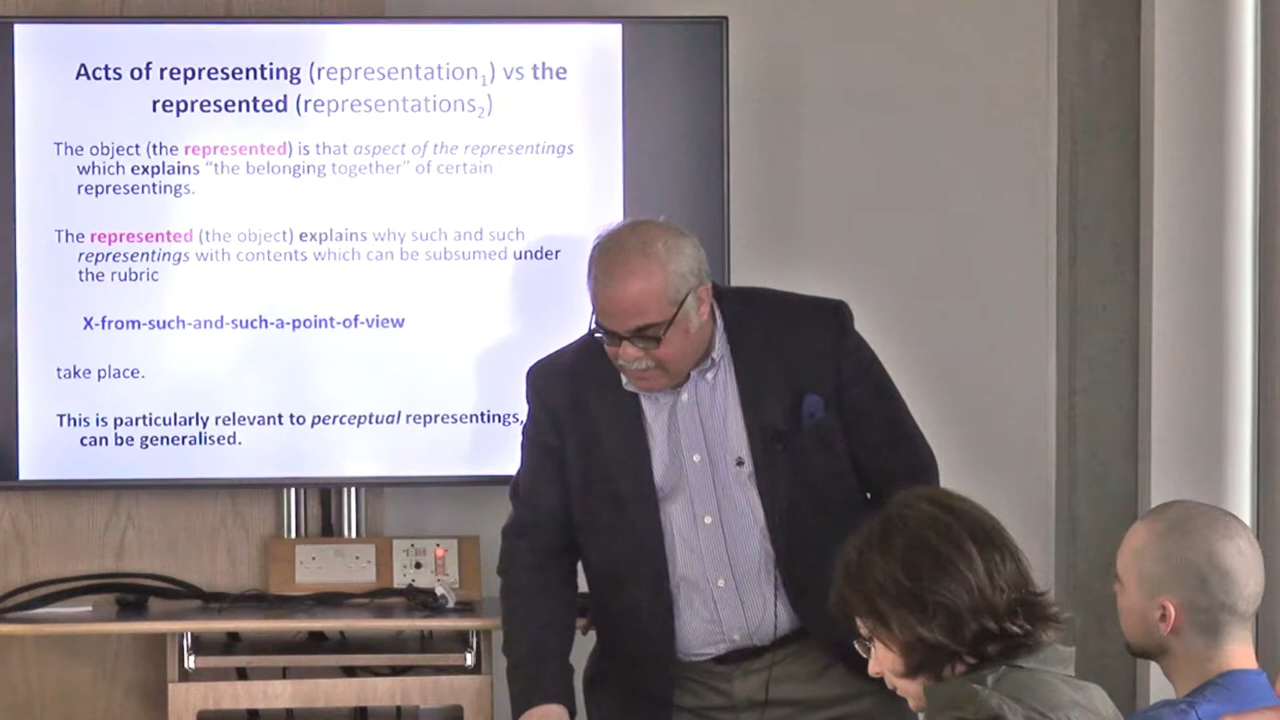 Acts of representing (representation₁) vs the
represented (representations₂)
The object (the represented) is that aspect of the representings
which explains “the belonging together” of certain
representings.
The represented (the object) explains why such and such
representings with contents which can be subsumed under
the rubric
X-from-such-and-such-a-point-of-view
take place.
This is particularly relevant to perceptual representings,
can be generalised.